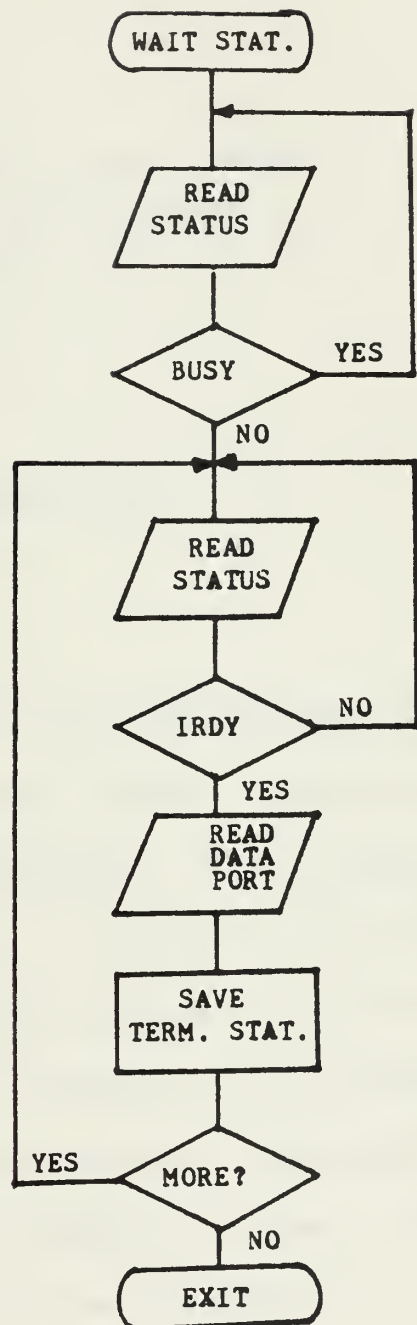 WAIT STAT.
READ
STATUS
BUSY
YES
NO
READ
STATUS
IRDY
NO
YES
READ
DATA
PORT
SAVE
TERM. STAT.
YES
MORE?
NO
EXIT